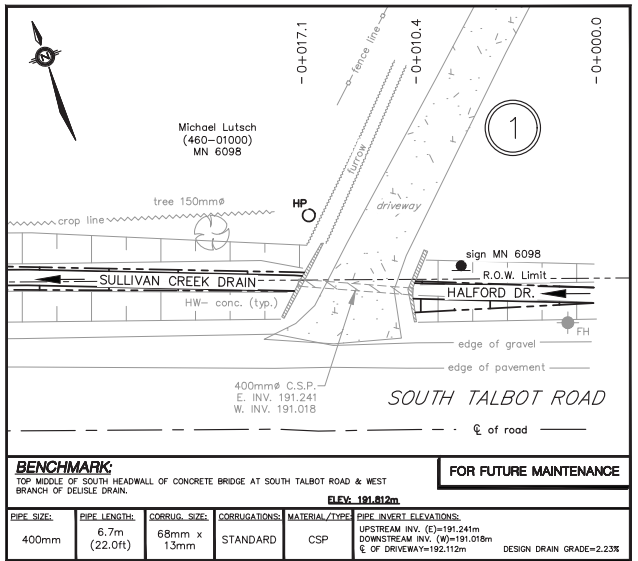 - 0+017.1
- 0+010.4
- 0+000.0
N
fence line
Michael Lutsch
(460-01000)
MN 6098
1
furrow
tree 150mmø
HP
driveway
crop line
sign MN 6098
R.O.W. Limit
SULLIVAN CREEK DRAIN
HALFORD DR.
HW- conc. (typ.)
FH
edge of gravel
edge of pavement
400mmø C.S.P.
E. INV. 191.241
W. INV. 191.018
SOUTH TALBOT ROAD
℄ of road
BENCHMARK:
TOP MIDDLE OF SOUTH HEADWALL OF CONCRETE BRIDGE AT SOUTH TALBOT ROAD & WEST
BRANCH OF DELISLE DRAIN.
ELEV: 191.812m
FOR FUTURE MAINTENANCE
PIPE SIZE:
400mm
PIPE LENGTH:
6.7m
(22.0ft)
CORRUG. SIZE:
68mm x
13mm
CORRUGATIONS:
STANDARD
MATERIAL/TYPE:
CSP
PIPE INVERT ELEVATIONS:
UPSTREAM INV. (E)=191.241m
DOWNSTREAM INV. (W)=191.018m
℄ OF DRIVEWAY=192.112m
DESIGN DRAIN GRADE=2.23%